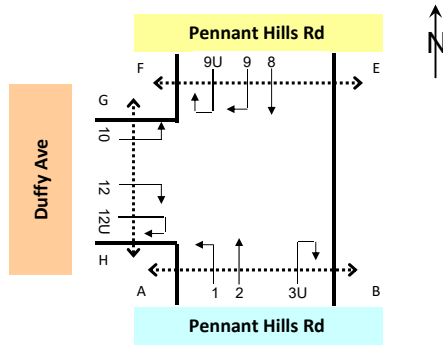 Pennant Hills Rd
N
F
9U
9
8
E
G
10
Duffy Ave
12
12U
H
A
1
2
3U
B
Pennant Hills Rd